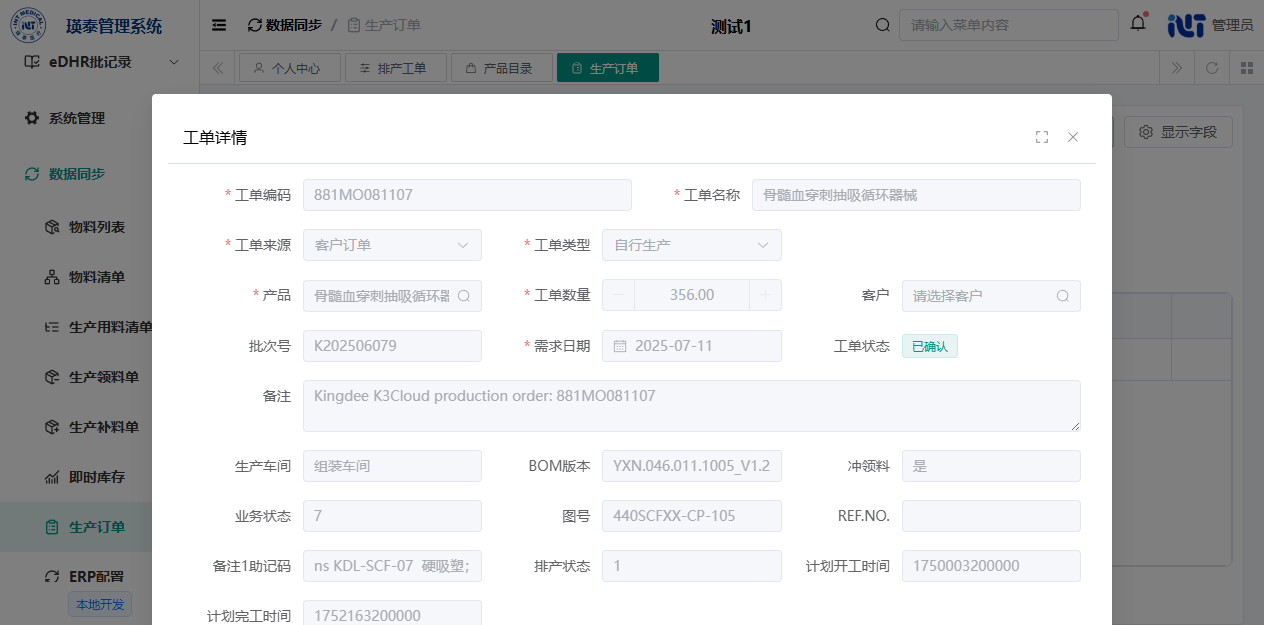 瑛泰管理系统
数据同步 / 生产订单
测试1
请输入菜单内容
管理员
eDHR批记录
个人中心
排产工单
产品目录
生产订单
系统管理
数据同步
物料列表
物料清单
生产用料清单
生产领料单
生产补料单
即时库存
生产订单
ERP配置
本地开发
显示字段
工单详情
* 工单编码 881MO081107
* 工单名称 骨髓血穿刺抽吸循环器械
* 工单来源 客户订单
* 工单类型 自行生产
* 产品 骨髓血穿刺抽吸循环器
* 工单数量 356.00
客户 请选择客户
批次号 K202506079
* 需求日期 2025-07-11
工单状态 已确认
备注 Kingdee K3Cloud production order: 881MO081107
生产车间 组装车间
BOM版本 YXN.046.011.1005_V1.2
冲领料 是
业务状态 7
图号 440SCFXX-CP-105
REF.NO.
备注1助记码 ns KDL-SCF-07 硬吸塑;
排产状态 1
计划开工时间 1750003200000
计划完工时间 1752163200000